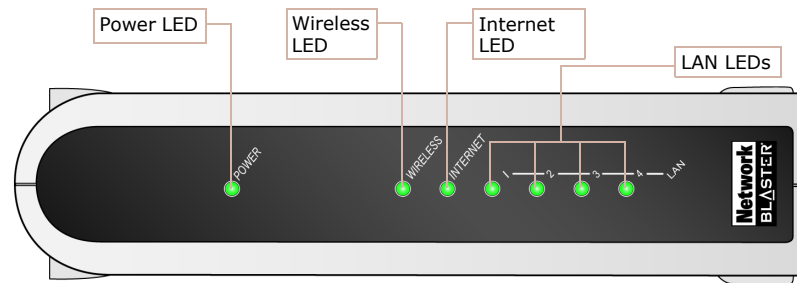 Power LED
Wireless
LED
Internet
LED
LAN LEDs
POWER
WIRELESS
INTERNET
1
2
3
4
LAN
Network
BLASTER